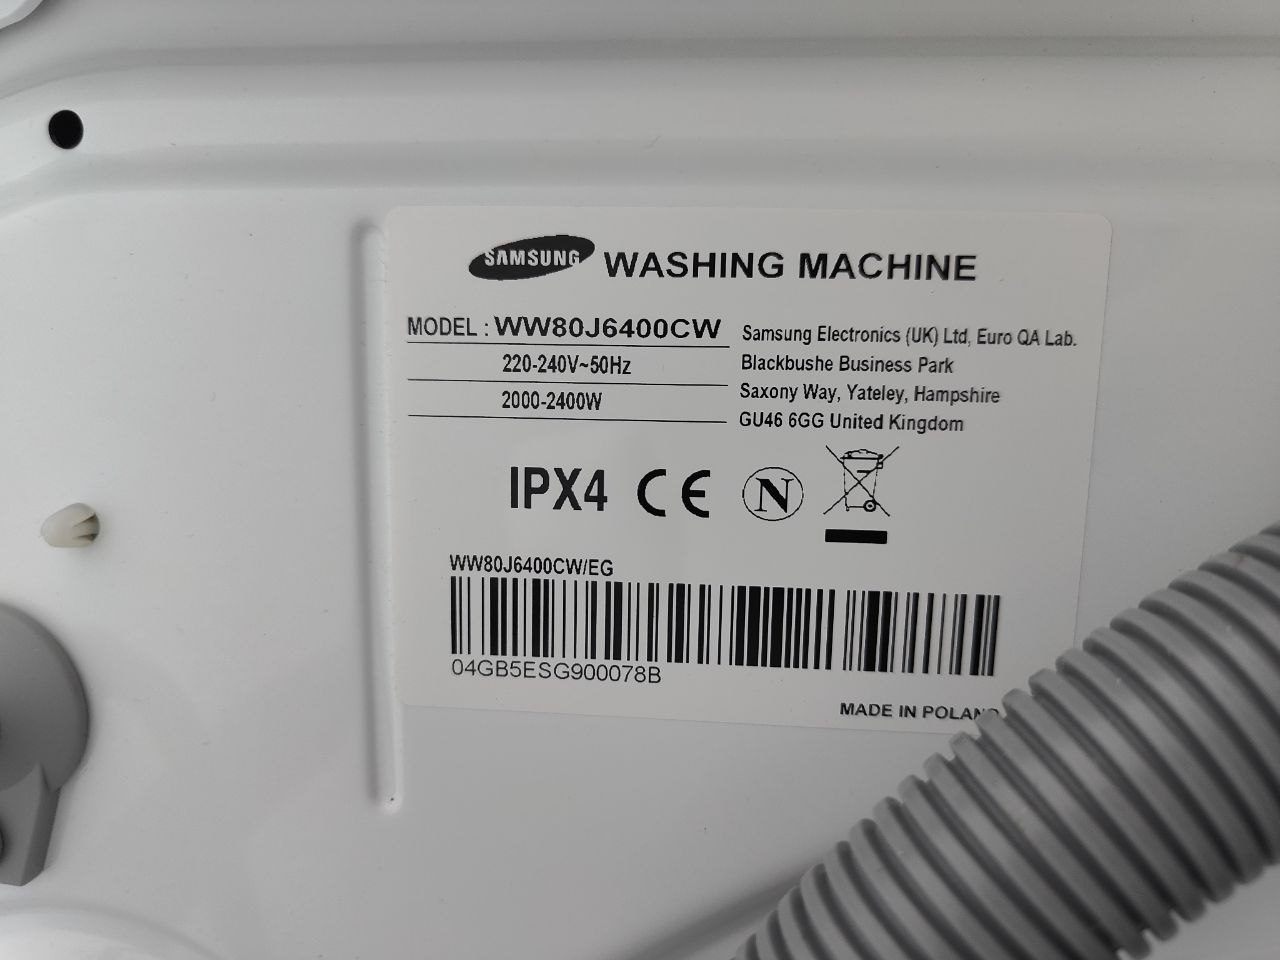 SAMSUNG WASHING MACHINE
MODEL : WW80J6400CW
220-240V~50Hz
2000-2400W
Samsung Electronics (UK) Ltd, Euro QA Lab.
Blackbushe Business Park
Saxony Way, Yateley, Hampshire
GU46 6GG United Kingdom
IPX4 CE N
WW80J6400CW/EG
04GB5ESG900078B
MADE IN POLAND